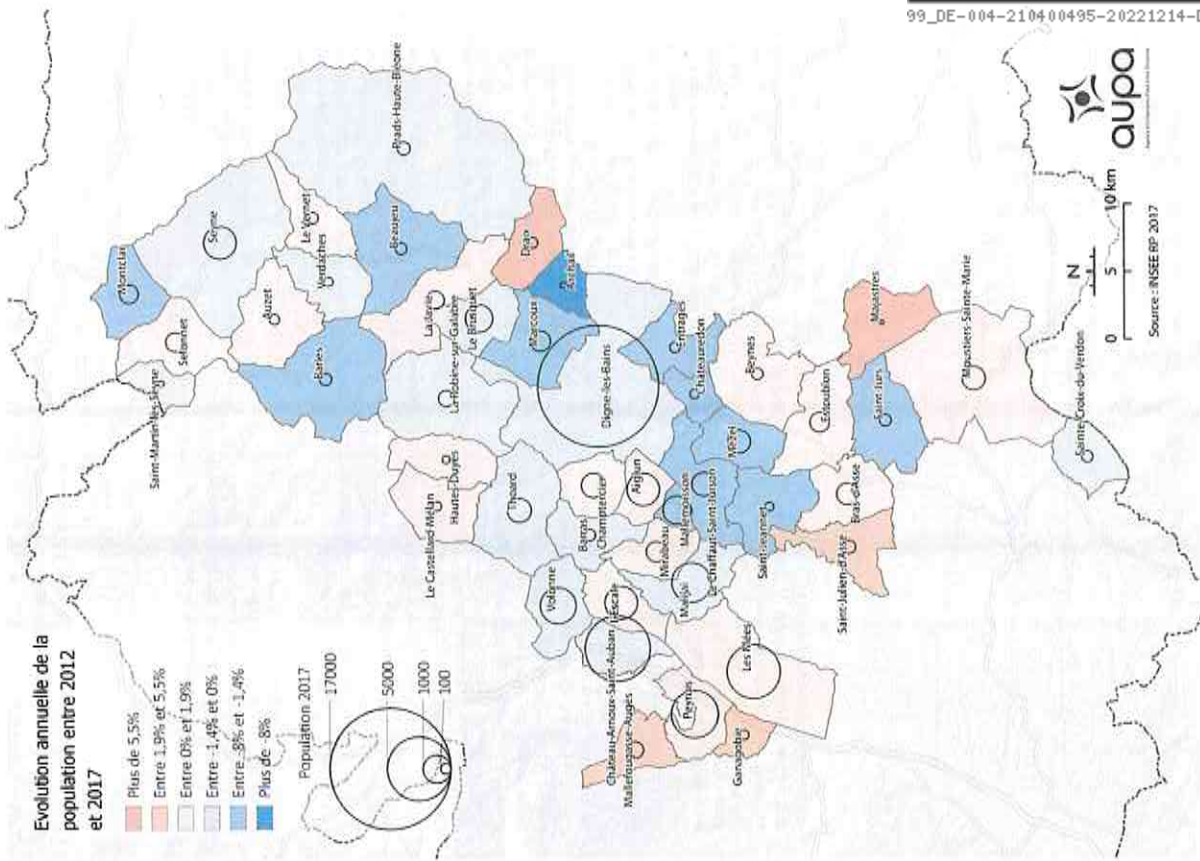 99_DE-004-210400495-20221214-D
Evolution annuelle de la
population entre 2012
et 2017
Plus de 5,5%
Entre 1,9% et 5,5%
Entre 0% et 1,9%
Entre -1,4% et 0%
Entre -8% et -1,4%
Plus de -8%
Population 2017
17000
5000
1000
100
Montclar
Saint-Martin-lès-Seyne
Selonnet
Seyne
Auzet
Le Vernet
Verdaches
Barles
Beaujeu
Prads-Haute-Bléone
La Javie
La Robine-sur-Galabre
Le Brusquet
Draix
Archail
Marcoux
Le Castellard-Mélan
Hautes-Duyes
Thoard
Digne-les-Bains
Entrages
Châteauredon
Barras
Champtercier
Aiglun
Volonne
L'Escale
Château-Arnoux-Saint-Auban
Mallefougasse-Augès
Peyruis
Ganagobie
Les Mées
Malijai
Mirabeau
Mallemoisson
Le Chaffaut-Saint-Jurson
Mézel
Beynes
Saint-Jeannet
Estoublon
Bras-d'Asse
Saint-Julien-d'Asse
Saint-Jurs
Majastres
Moustiers-Sainte-Marie
Sainte-Croix-du-Verdon
N
0 5 10 km
Source : INSEE RP 2017
aupa